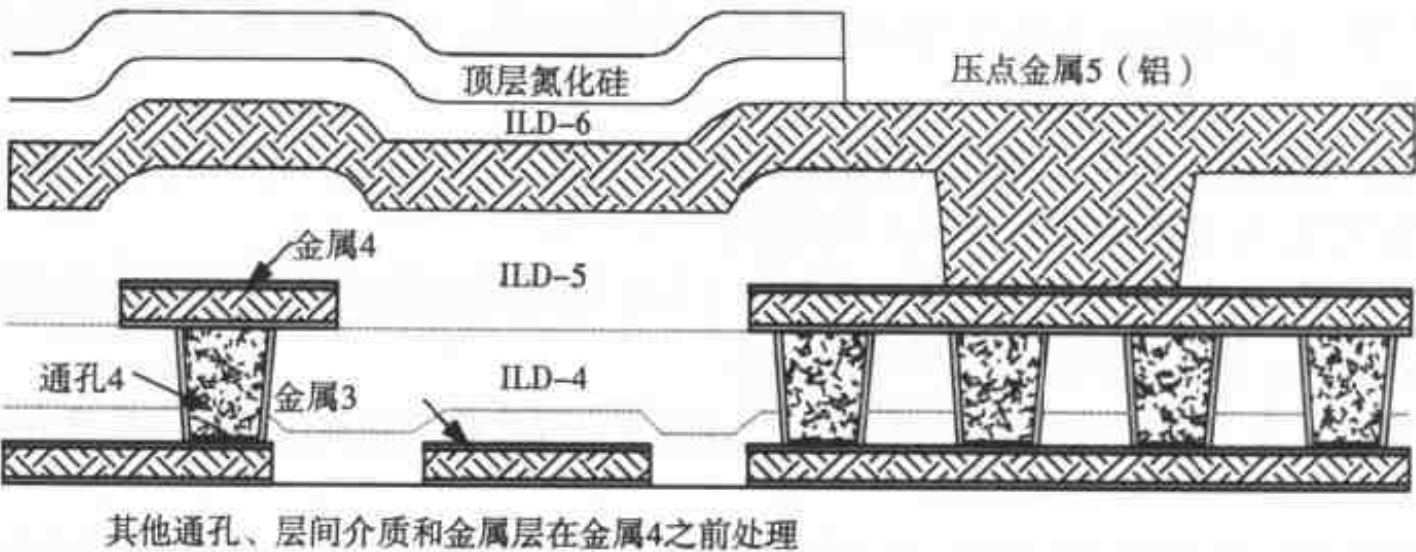 顶层氮化硅
压点金属5（铝）
ILD-6
金属4
ILD-5
通孔4
金属3
ILD-4
其他通孔、层间介质和金属层在金属4之前处理